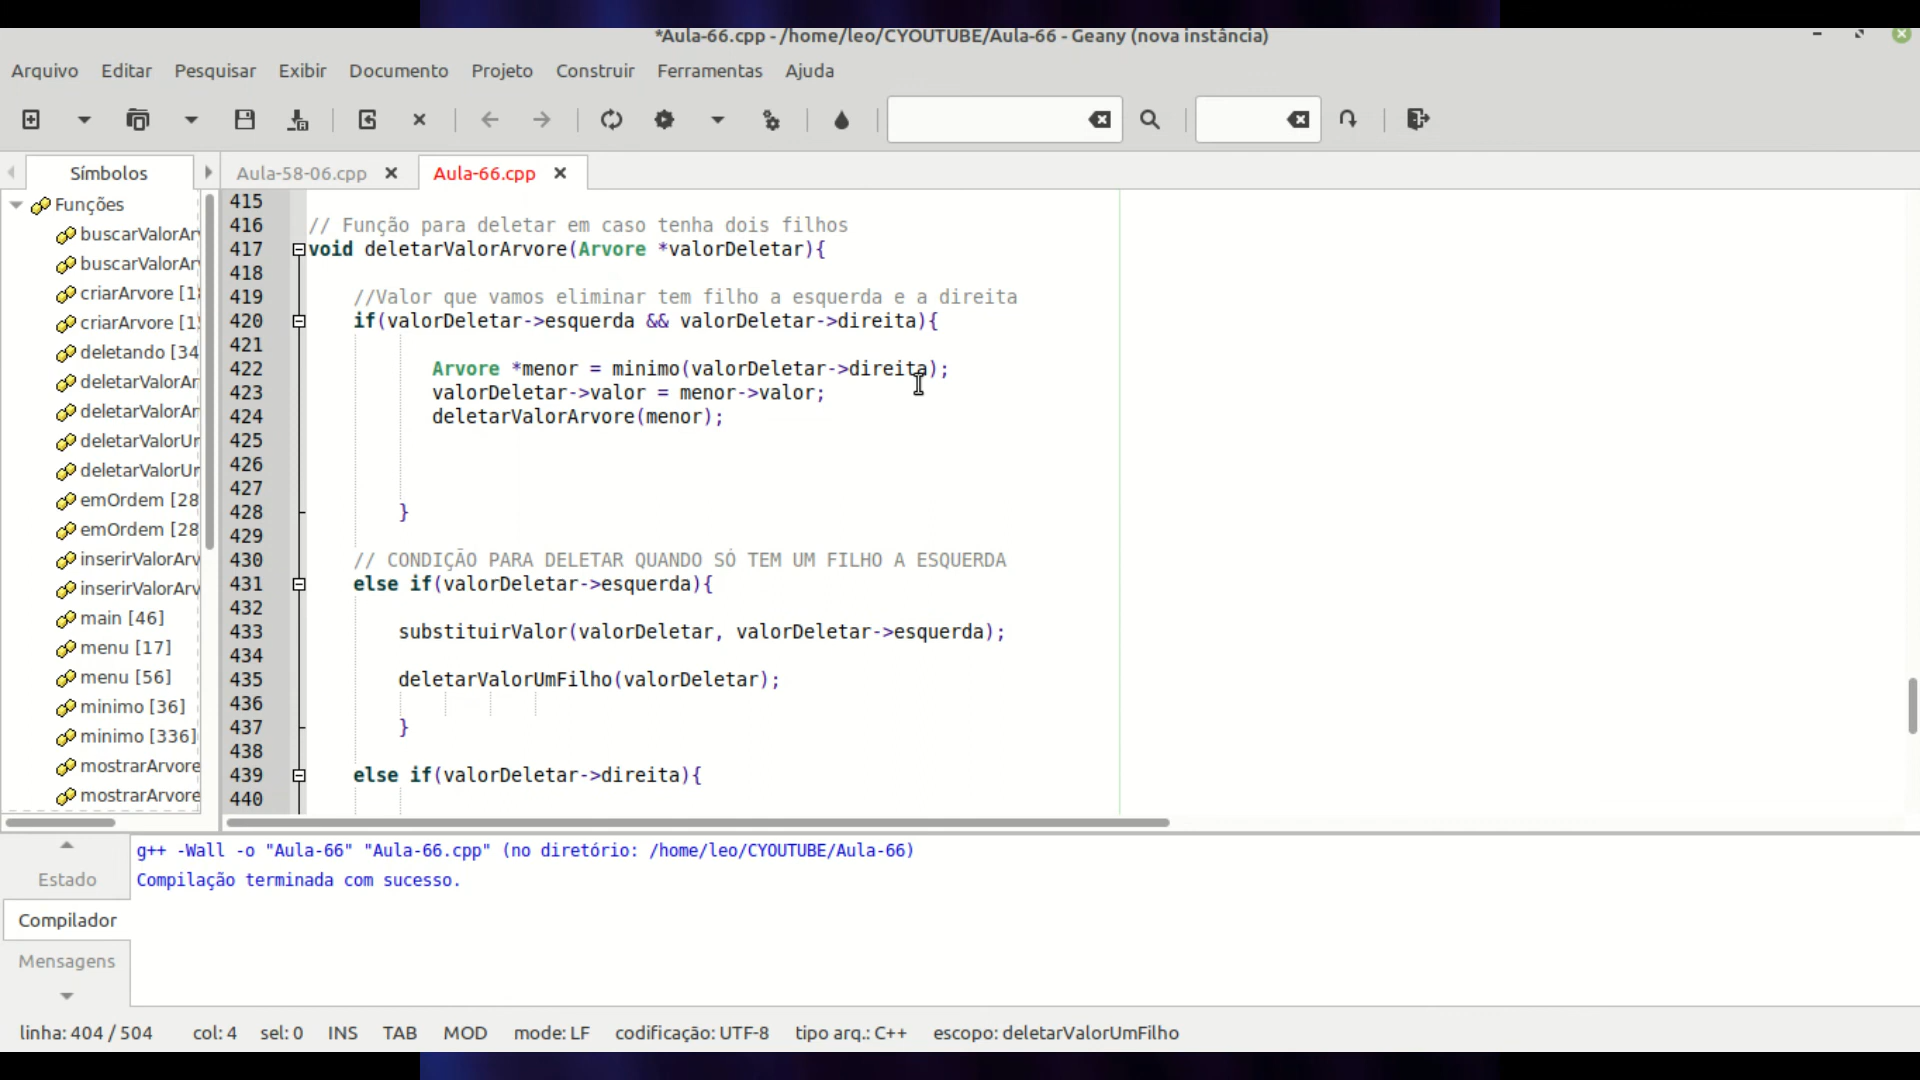 *Aula-66.cpp - /home/leo/CYOUTUBE/Aula-66 - Geany (nova instância)
Arquivo Editar Pesquisar Exibir Documento Projeto Construir Ferramentas Ajuda
Símbolos Aula-58-06.cpp Aula-66.cpp
Funções
buscarValorAr
buscarValorAr
criarArvore [1
criarArvore [1
deletando [34
deletarValorAr
deletarValorAr
deletarValorUr
deletarValorUr
emOrdem [28
emOrdem [28
inserirValorArv
inserirValorArv
main [46]
menu [17]
menu [56]
minimo [36]
minimo [336]
mostrarArvore
mostrarArvore
415
416 // Função para deletar em caso tenha dois filhos
417 void deletarValorArvore(Arvore *valorDeletar){
418
419 //Valor que vamos eliminar tem filho a esquerda e a direita
420 if(valorDeletar->esquerda && valorDeletar->direita){
421
422 Arvore *menor = minimo(valorDeletar->direita);
423 valorDeletar->valor = menor->valor;
424 deletarValorArvore(menor);
425
426
427
428 }
429
430 // CONDIÇÃO PARA DELETAR QUANDO SÓ TEM UM FILHO A ESQUERDA
431 else if(valorDeletar->esquerda){
432
433 substituirValor(valorDeletar, valorDeletar->esquerda);
434
435 deletarValorUmFilho(valorDeletar);
436
437 }
438
439 else if(valorDeletar->direita){
440
Estado
Compilador
Mensagens
g++ -Wall -o "Aula-66" "Aula-66.cpp" (no diretório: /home/leo/CYOUTUBE/Aula-66)
Compilação terminada com sucesso.
linha: 404 / 504 col: 4 sel: 0 INS TAB MOD mode: LF codificação: UTF-8 tipo arq.: C++ escopo: deletarValorUmFilho